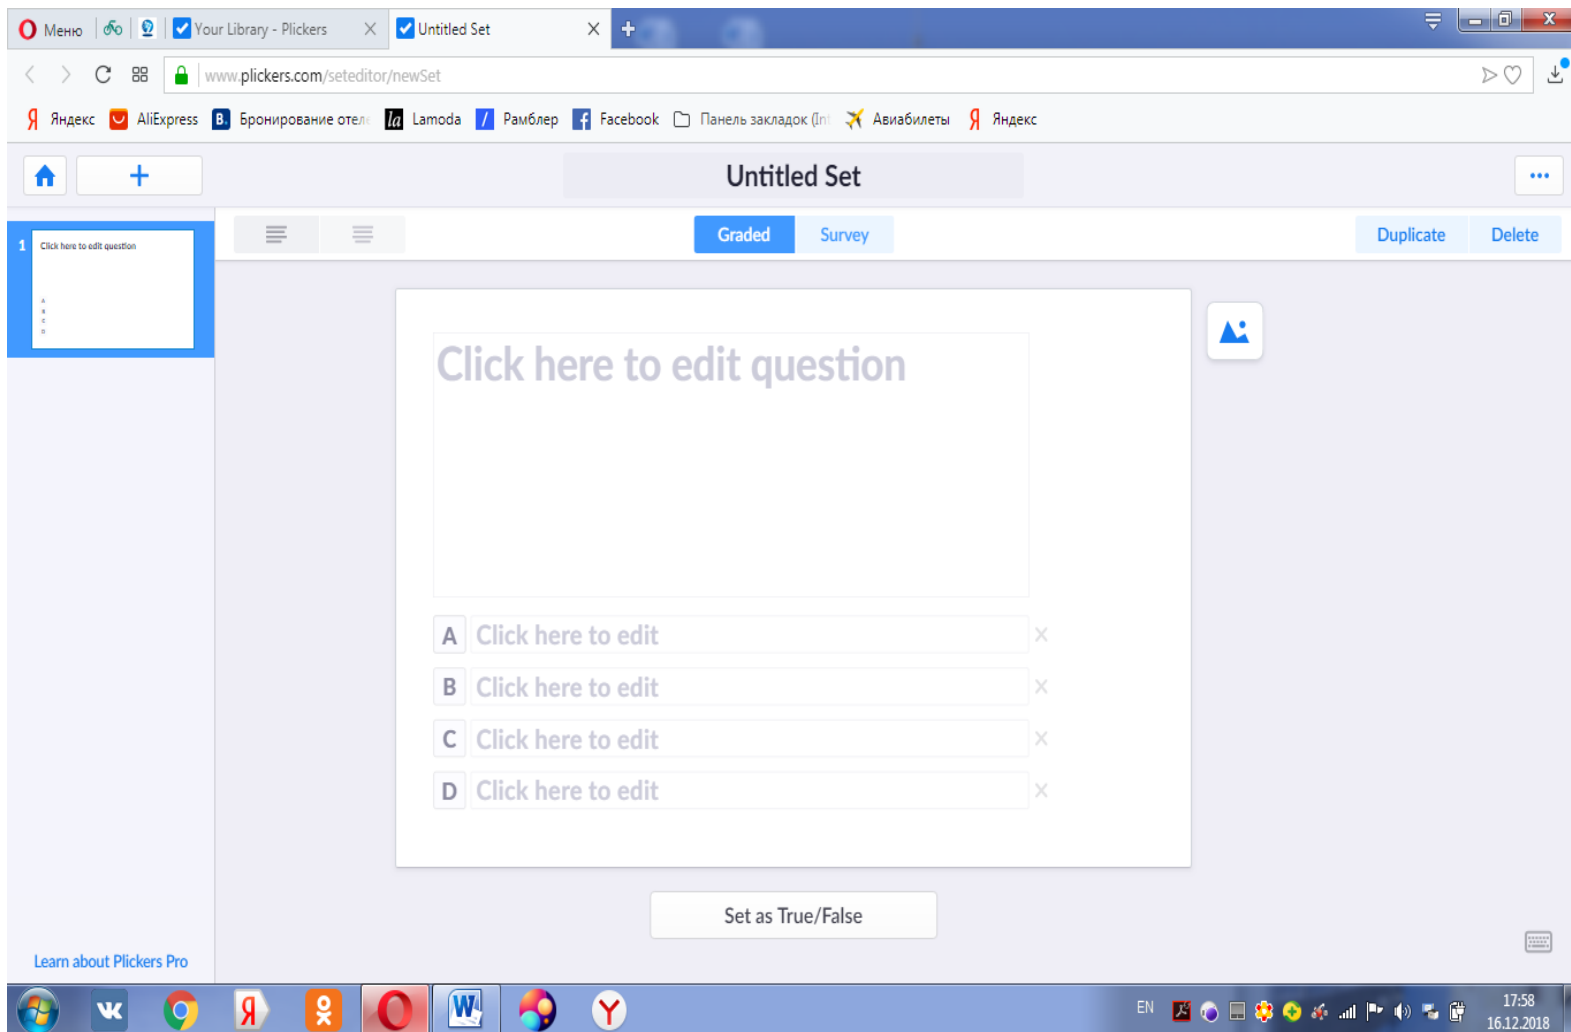 Меню
Your Library - Plickers
Untitled Set
www.plickers.com/seteditor/newSet
Яндекс
AliExpress
B.
Бронирование отеле
la
Lamoda
Рамблер
Facebook
Панель закладок (Int
Авиабилеты
Я
Яндекс
+
Untitled Set
1
Click here to edit question
A
B
C
D
Graded
Survey
Duplicate
Delete
Click here to edit question
A Click here to edit
B Click here to edit
C Click here to edit
D Click here to edit
Set as True/False
Learn about Plickers Pro
EN
17:58
16.12.2018